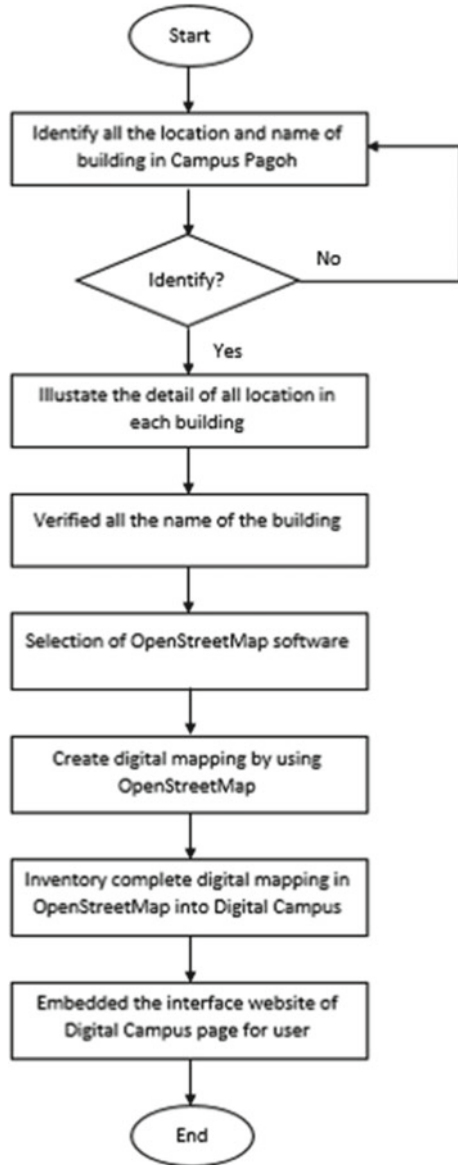 Start
Identify all the location and name of
building in Campus Pagoh
Identify?
No
Yes
Illustate the detail of all location in
each building
Verified all the name of the building
Selection of OpenStreetMap software
Create digital mapping by using
OpenStreetMap
Inventory complete digital mapping in
OpenStreetMap into Digital Campus
Embedded the interface website of
Digital Campus page for user
End